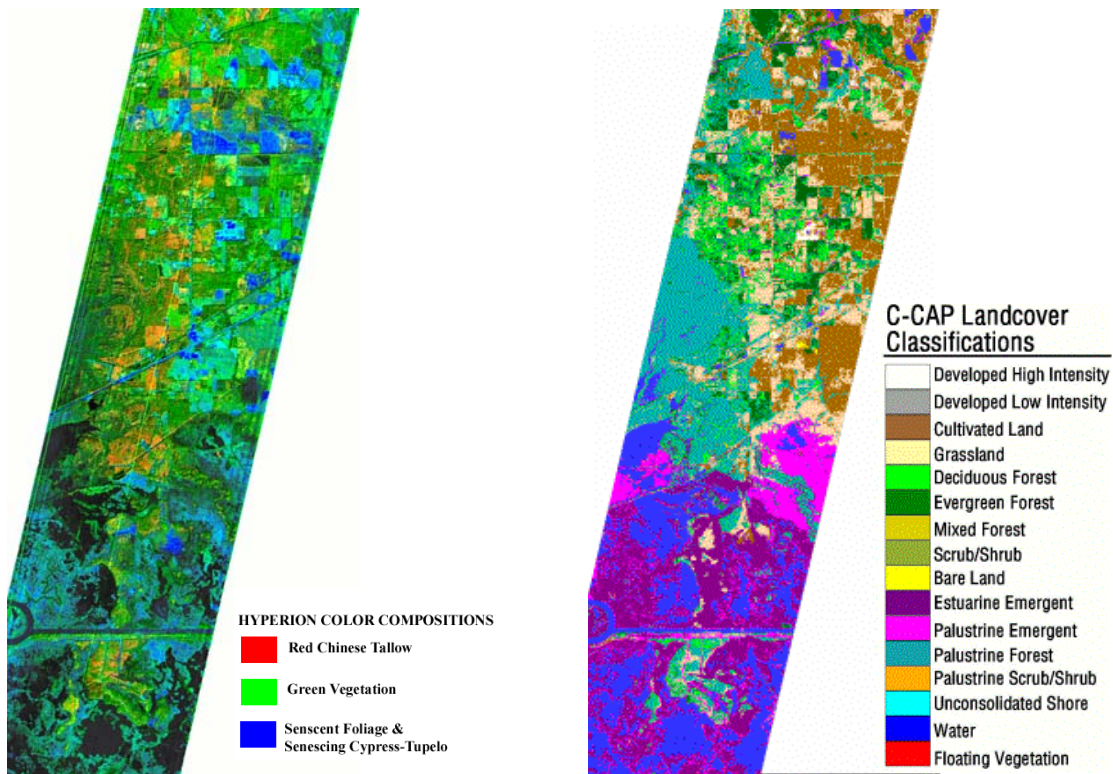 HYPERION COLOR COMPOSITIONS
Red Chinese Tallow
Green Vegetation
Senscent Foliage &
Senescing Cypress-Tupelo
C-CAP Landcover
Classifications
Developed High Intensity
Developed Low Intensity
Cultivated Land
Grassland
Deciduous Forest
Evergreen Forest
Mixed Forest
Scrub/Shrub
Bare Land
Estuarine Emergent
Palustrine Emergent
Palustrine Forest
Palustrine Scrub/Shrub
Unconsolidated Shore
Water
Floating Vegetation